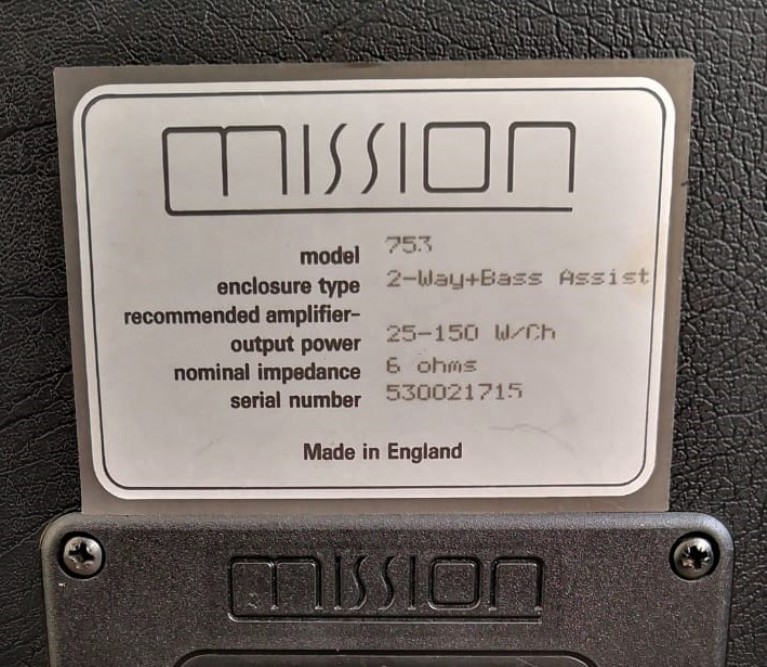 mission
model 753
enclosure type 2-Way+Bass Assist
recommended amplifier-
output power 25-150 W/Ch
nominal impedance 6 ohms
serial number 530021715
Made in England
mission